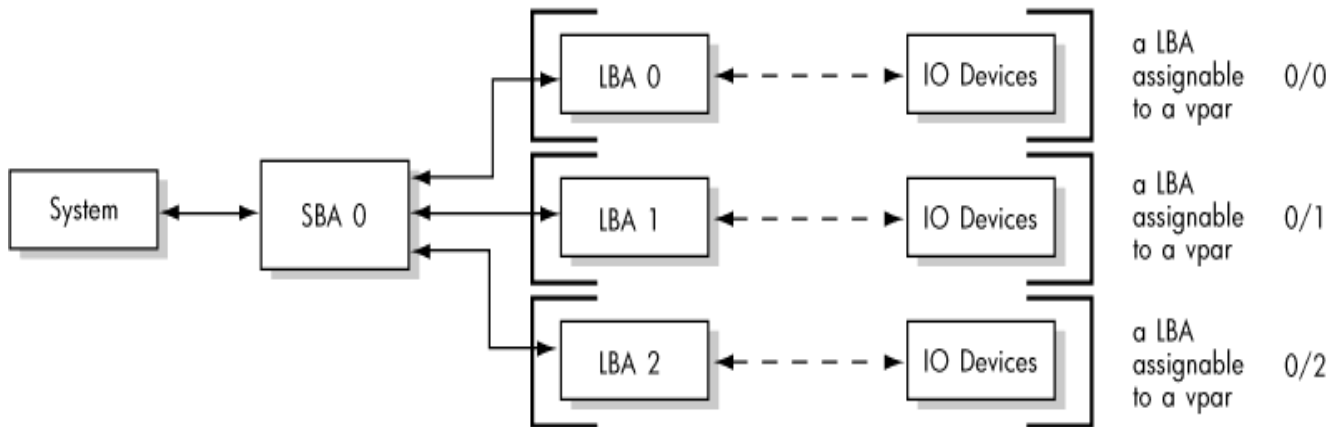 LBA 0
IO Devices
a LBA
assignable
to a vpar
0/0
System
SBA 0
LBA 1
IO Devices
a LBA
assignable
to a vpar
0/1
LBA 2
IO Devices
a LBA
assignable
to a vpar
0/2